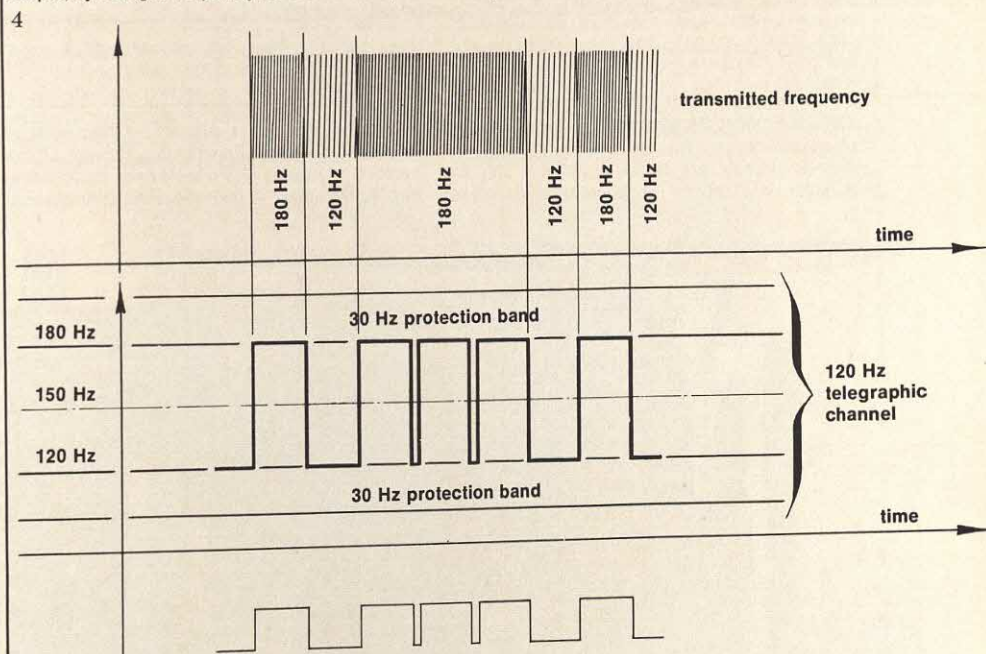 4
transmitted frequency
180 Hz
120 Hz
180 Hz
120 Hz
180 Hz
120 Hz
time
30 Hz protection band
180 Hz
150 Hz
120 Hz
120 Hz
telegraphic
channel
30 Hz protection band
time